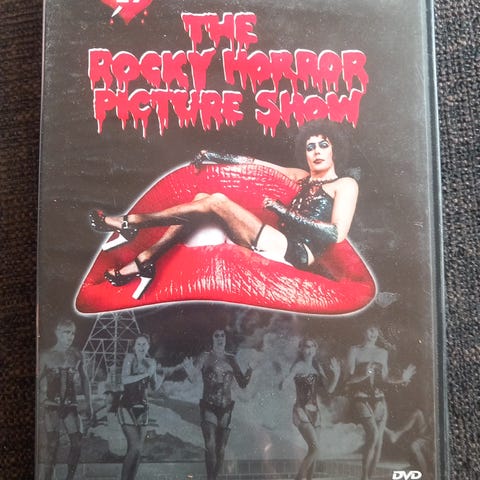 THE
ROCKY HORROR
PICTURE SHOW
DVD